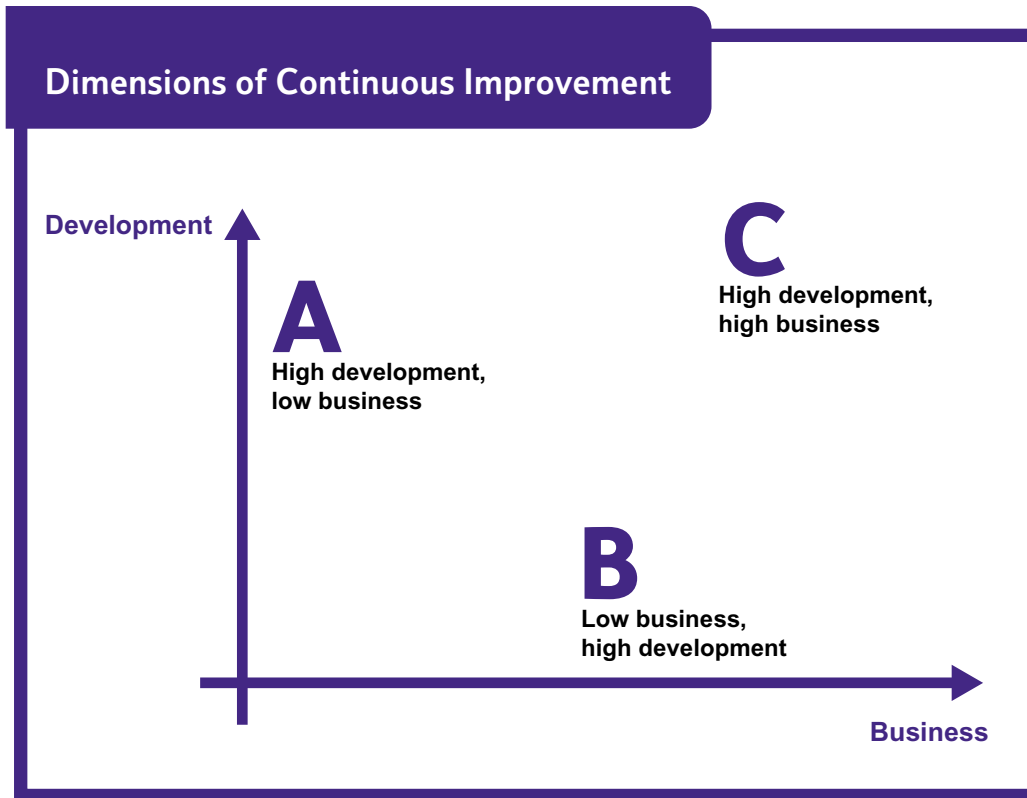 Dimensions of Continuous Improvement
Development
C
High development,
high business
A
High development,
low business
B
Low business,
high development
Business